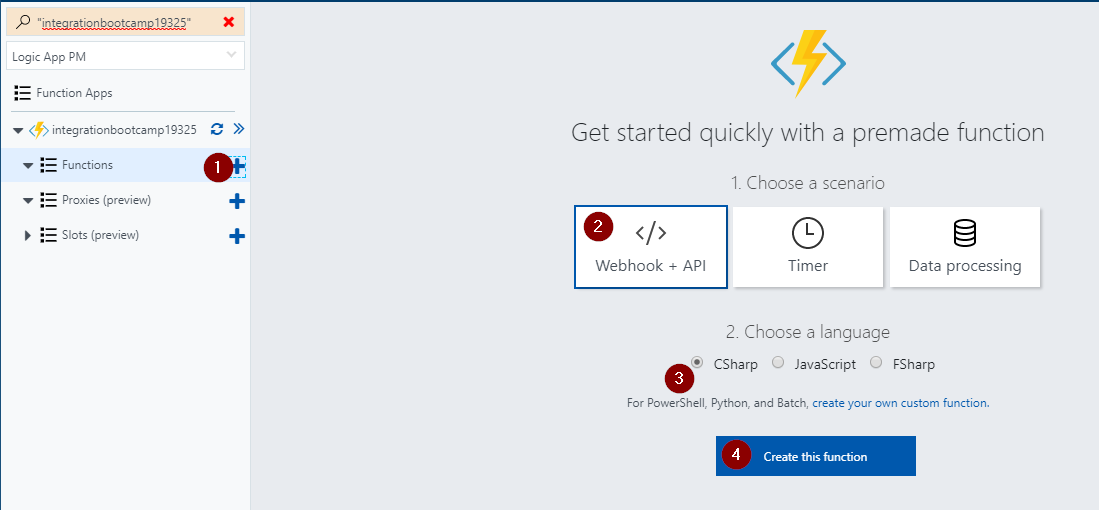 "integrationbootcamp19325"
Logic App PM
Function Apps
integrationbootcamp19325
1
Functions
Proxies (preview)
Slots (preview)
Get started quickly with a premade function
1. Choose a scenario
2
</>
Webhook + API
Timer
Data processing
2. Choose a language
3
CSharp JavaScript FSharp
For PowerShell, Python, and Batch, create your own custom function.
4
Create this function